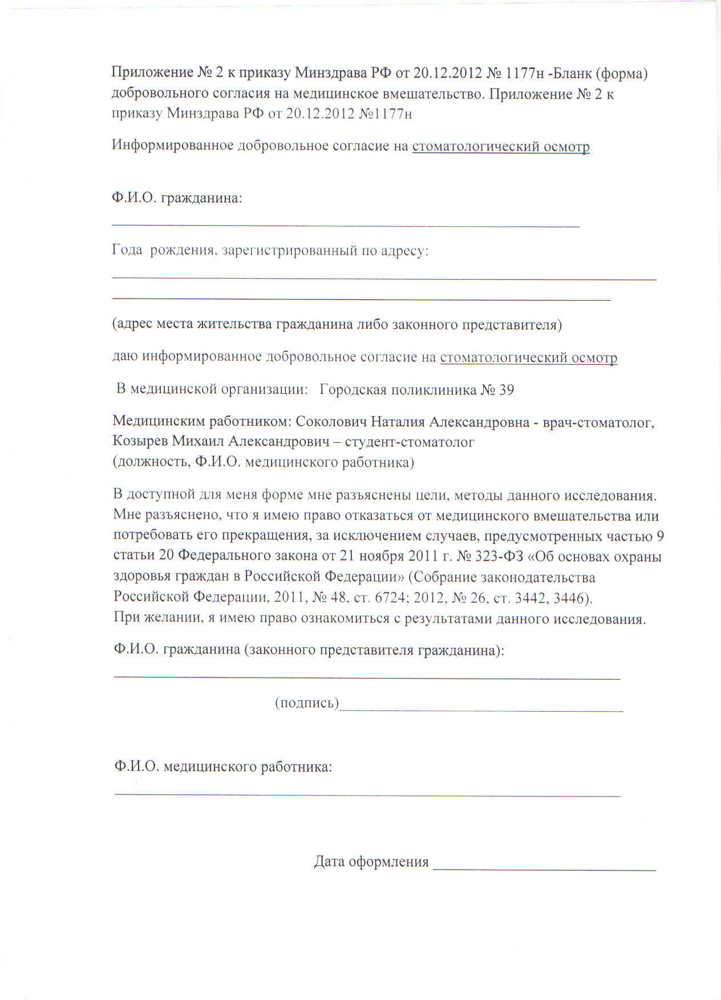 Приложение № 2 к приказу Минздрава РФ от 20.12.2012 № 1177н -Бланк (форма)
добровольного согласия на медицинское вмешательство. Приложение № 2 к
приказу Минздрава РФ от 20.12.2012 №1177н
Информированное добровольное согласие на стоматологический осмотр
Ф.И.О. гражданина:
Года рождения, зарегистрированный по адресу:
(адрес места жительства гражданина либо законного представителя)
даю информированное добровольное согласие на стоматологический осмотр
В медицинской организации: Городская поликлиника № 39
Медицинским работником: Соколович Наталия Александровна - врач-стоматолог,
Козырев Михаил Александрович – студент-стоматолог
(должность, Ф.И.О. медицинского работника)
В доступной для меня форме мне разъяснены цели, методы данного исследования.
Мне разъяснено, что я имею право отказаться от медицинского вмешательства или
потребовать его прекращения, за исключением случаев, предусмотренных частью 9
статьи 20 Федерального закона от 21 ноября 2011 г. № 323-ФЗ «Об основах охраны
здоровья граждан в Российской Федерации» (Собрание законодательства
Российской Федерации, 2011, № 48, ст. 6724; 2012, № 26, ст. 3442, 3446).
При желании, я имею право ознакомиться с результатами данного исследования.
Ф.И.О. гражданина (законного представителя гражданина):
(подпись)
Ф.И.О. медицинского работника:
Дата оформления